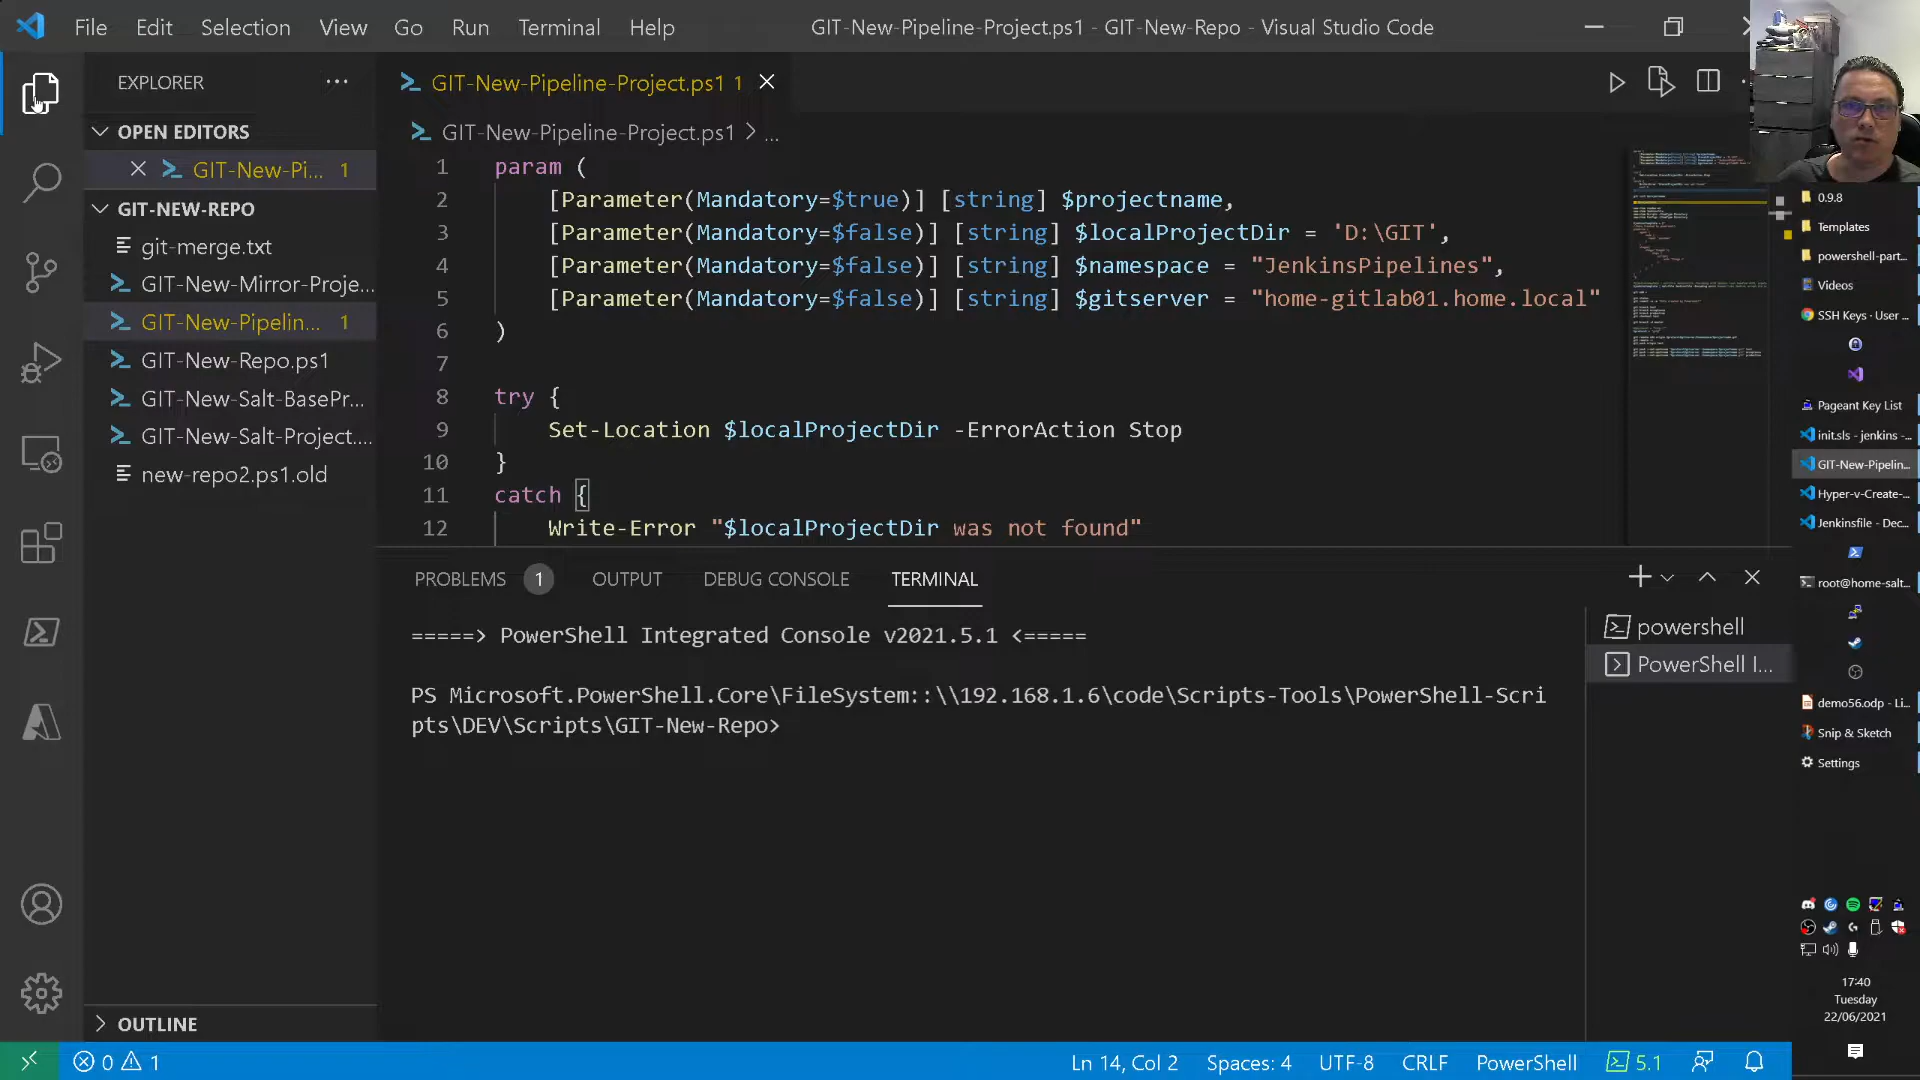 File Edit Selection View Go Run Terminal Help
GIT-New-Pipeline-Project.ps1 - GIT-New-Repo - Visual Studio Code
EXPLORER
OPEN EDITORS
GIT-New-Pi... 1
GIT-NEW-REPO
git-merge.txt
GIT-New-Mirror-Proje...
GIT-New-Pipelin... 1
GIT-New-Repo.ps1
GIT-New-Salt-BasePr...
GIT-New-Salt-Project....
new-repo2.ps1.old
OUTLINE
GIT-New-Pipeline-Project.ps1 1
GIT-New-Pipeline-Project.ps1 > ...
1 param (
2 [Parameter(Mandatory=$true)] [string] $projectname,
3 [Parameter(Mandatory=$false)] [string] $localProjectDir = 'D:\GIT',
4 [Parameter(Mandatory=$false)] [string] $namespace = "JenkinsPipelines",
5 [Parameter(Mandatory=$false)] [string] $gitserver = "home-gitlab01.home.local"
6 )
7
8 try {
9 Set-Location $localProjectDir -ErrorAction Stop
10 }
11 catch {
12 Write-Error "$localProjectDir was not found"
PROBLEMS 1 OUTPUT DEBUG CONSOLE TERMINAL
=====> PowerShell Integrated Console v2021.5.1 <=====
PS Microsoft.PowerShell.Core\FileSystem::\\192.168.1.6\code\Scripts-Tools\PowerShell-Scri
pts\DEV\Scripts\GIT-New-Repo>
powershell
PowerShell I...
0.9.8
Templates
powershell-part...
Videos
SSH Keys · User ...
Pageant Key List
init.sls - jenkins -...
GIT-New-Pipelin...
Hyper-v-Create-...
Jenkinsfile - Dec...
root@home-salt...
demo56.odp - Li...
Snip & Sketch
Settings
17:40
Tuesday
22/06/2021
0 1
Ln 14, Col 2 Spaces: 4 UTF-8 CRLF PowerShell 5.1